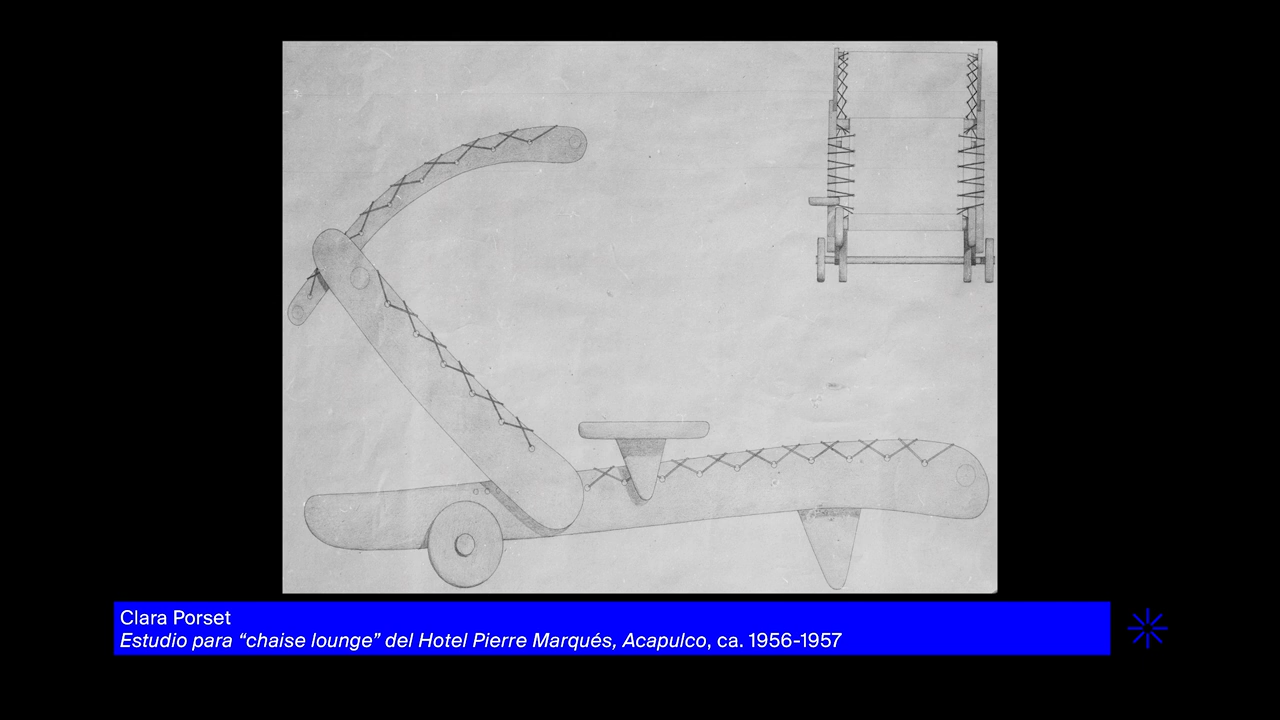 Clara Porset
Estudio para “chaise lounge” del Hotel Pierre Marqués, Acapulco, ca. 1956-1957